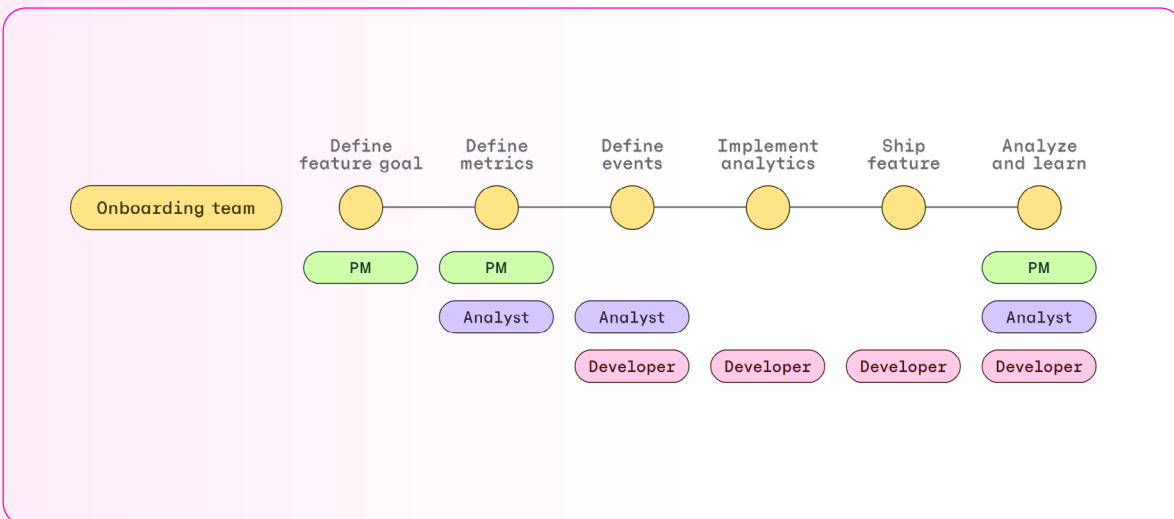 Define
feature goal
Define
metrics
Define
events
Implement
analytics
Ship
feature
Analyze
and learn
Onboarding team
PM
PM
PM
Analyst
Analyst
Analyst
Developer
Developer
Developer
Developer